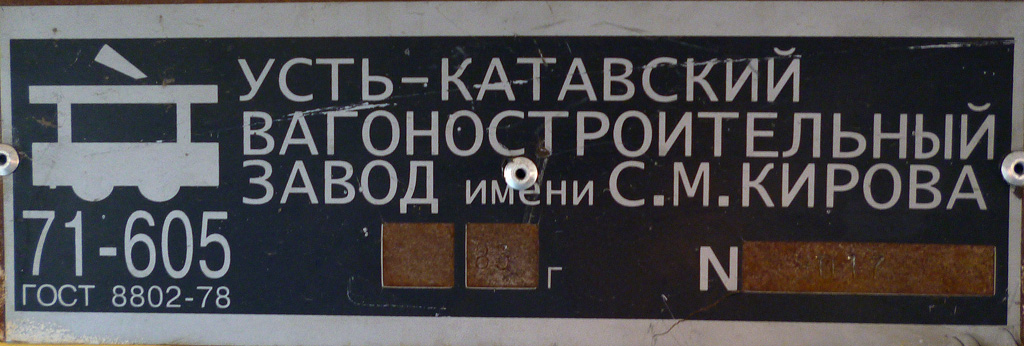 УСТЬ-КАТАВСКИЙ
ВАГОНОСТРОИТЕЛЬНЫЙ
ЗАВОД имени С.М.КИРОВА
71-605
ГОСТ 8802-78
г
N